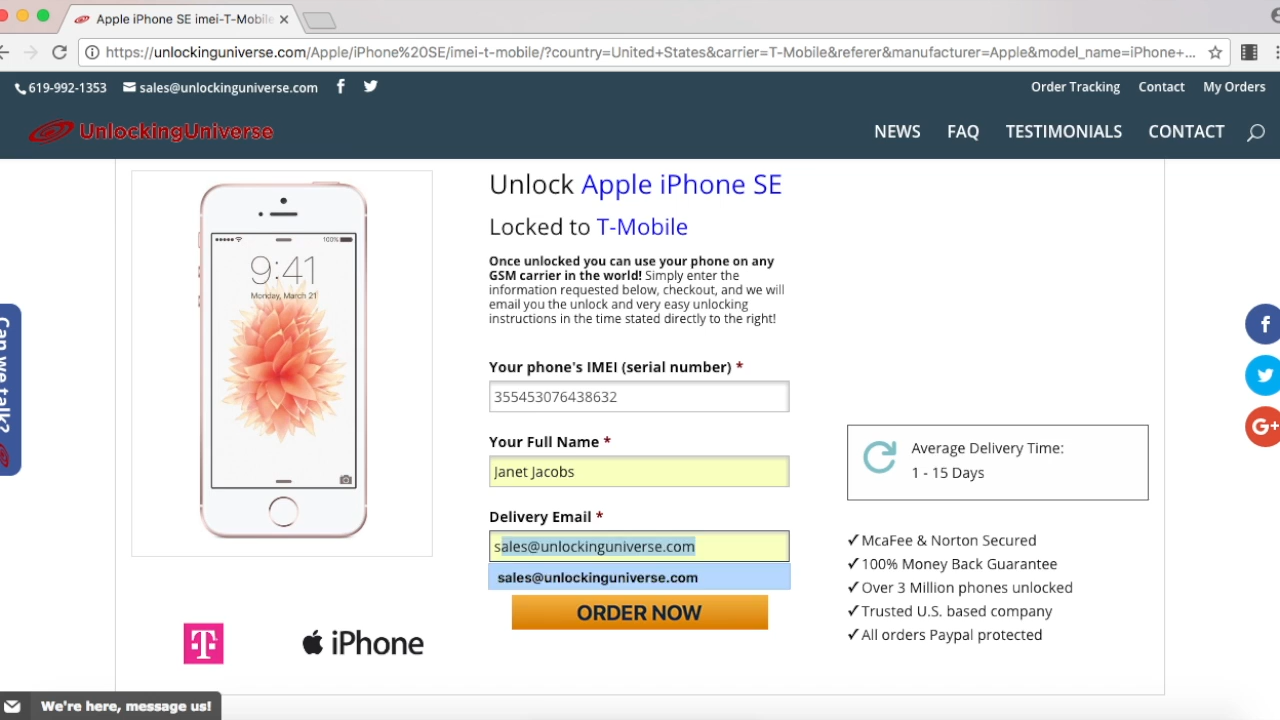 Apple iPhone SE imei-T-Mobile
https://unlockinguniverse.com/Apple/iPhone%20SE/imei-t-mobile/?country=United+States&carrier=T-Mobile&referer&manufacturer=Apple&model_name=iPhone+...
619-992-1353 sales@unlockinguniverse.com f
Order Tracking Contact My Orders
UnlockingUniverse
NEWS FAQ TESTIMONIALS CONTACT
100%
9:41
Monday, March 21
Unlock Apple iPhone SE
Locked to T-Mobile
Once unlocked you can use your phone on any
GSM carrier in the world! Simply enter the
information requested below, checkout, and we will
email you the unlock and very easy unlocking
instructions in the time stated directly to the right!
Your phone's IMEI (serial number) *
355453076438632
Your Full Name *
Janet Jacobs
Delivery Email *
sales@unlockinguniverse.com
sales@unlockinguniverse.com
ORDER NOW
Average Delivery Time:
1 - 15 Days
✓McaFee & Norton Secured
✓100% Money Back Guarantee
✓Over 3 Million phones unlocked
✓Trusted U.S. based company
✓All orders Paypal protected
Can we talk?
f
G+
T
iPhone
We're here, message us!